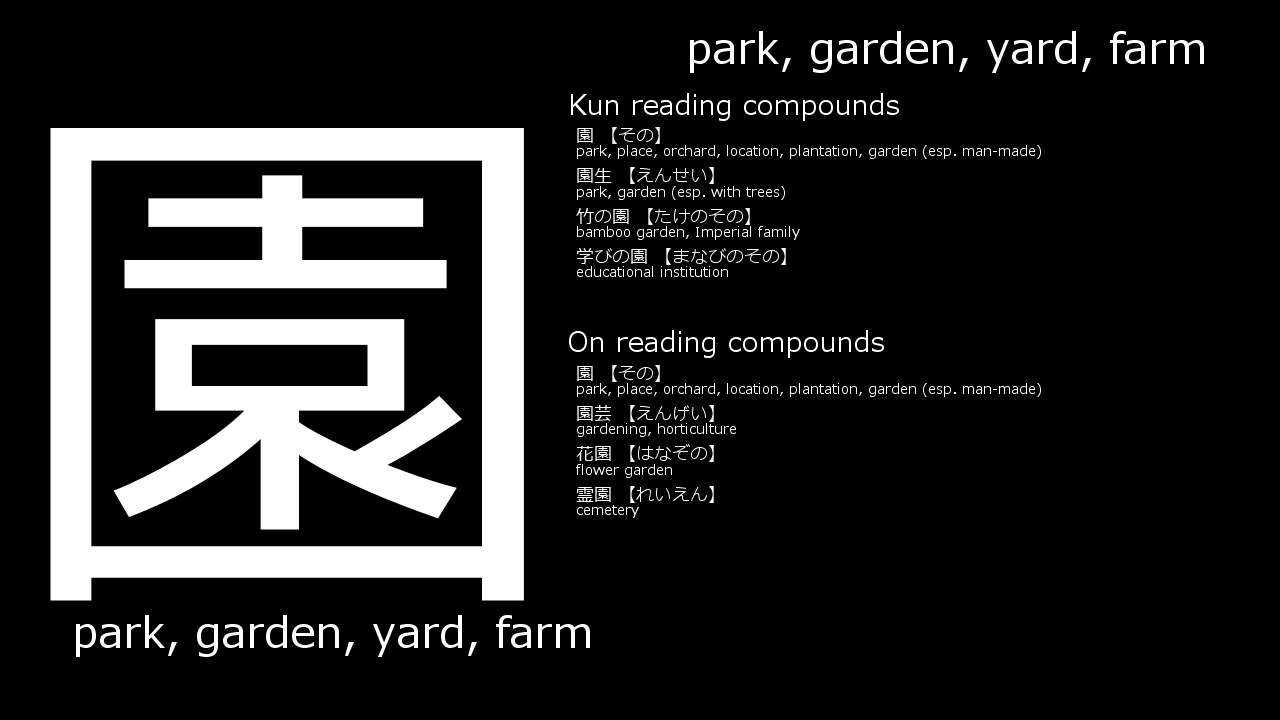 park, garden, yard, farm
園
park, garden, yard, farm
Kun reading compounds
園 【その】
park, place, orchard, location, plantation, garden (esp. man-made)
園生 【えんせい】
park, garden (esp. with trees)
竹の園 【たけのその】
bamboo garden, Imperial family
学びの園 【まなびのその】
educational institution
On reading compounds
園 【その】
park, place, orchard, location, plantation, garden (esp. man-made)
園芸 【えんげい】
gardening, horticulture
花園 【はなぞの】
flower garden
霊園 【れいえん】
cemetery